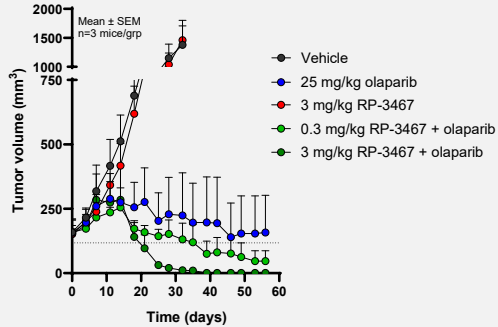 Mean ± SEM
n=3 mice/grp
2000
1500
1000
750
500
250
0
0 10 20 30 40 50 60
Tumor volume (mm³)
Time (days)
Vehicle
25 mg/kg olaparib
3 mg/kg RP-3467
0.3 mg/kg RP-3467 + olaparib
3 mg/kg RP-3467 + olaparib